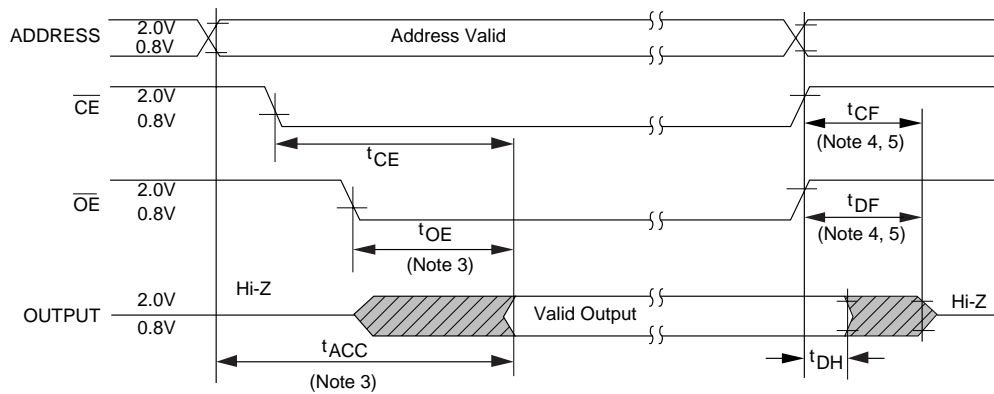 ADDRESS
2.0V
0.8V
Address Valid
CE
2.0V
0.8V
tCE
tCF
(Note 4, 5)
OE
2.0V
0.8V
tOE
(Note 3)
tDF
(Note 4, 5)
OUTPUT
2.0V
0.8V
Hi-Z
Valid Output
Hi-Z
tACC
(Note 3)
tDH